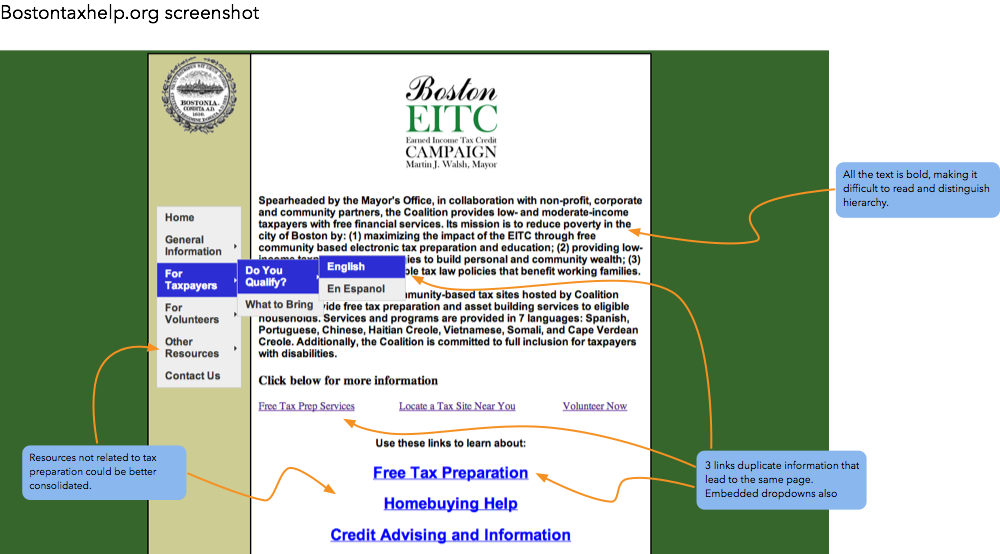 Bostontaxhelp.org screenshot
BOSTONIA.
CONDITA A.D.
1630.
Boston
EITC
Earned Income Tax Credit
CAMPAIGN
Martin J. Walsh, Mayor
All the text is bold, making it
difficult to read and distinguish
hierarchy.
Spearheaded by the Mayor's Office, in collaboration with non-profit, corporate
and community partners, the Coalition provides low- and moderate-income
taxpayers with free financial services. Its mission is to reduce poverty in the
city of Boston by: (1) maximizing the impact of the EITC through free
community based electronic tax preparation and education; (2) providing low-
ies to build personal and community wealth; (3)
ble tax law policies that benefit working families.
munity-based tax sites hosted by Coalition
ide free tax preparation and asset building services to eligible
households. Services and programs are provided in 7 languages: Spanish,
Portuguese, Chinese, Haitian Creole, Vietnamese, Somali, and Cape Verdean
Creole. Additionally, the Coalition is committed to full inclusion for taxpayers
with disabilities.
Home
General
Information
For
Taxpayers
For
Volunteers
Other
Resources
Contact Us
Do You
Qualify?
What to Bring
English
En Espanol
Click below for more information
Free Tax Prep Services Locate a Tax Site Near You Volunteer Now
Use these links to learn about:
Free Tax Preparation
Homebuying Help
Credit Advising and Information
Resources not related to tax
preparation could be better
consolidated.
3 links duplicate information that
lead to the same page.
Embedded dropdowns also